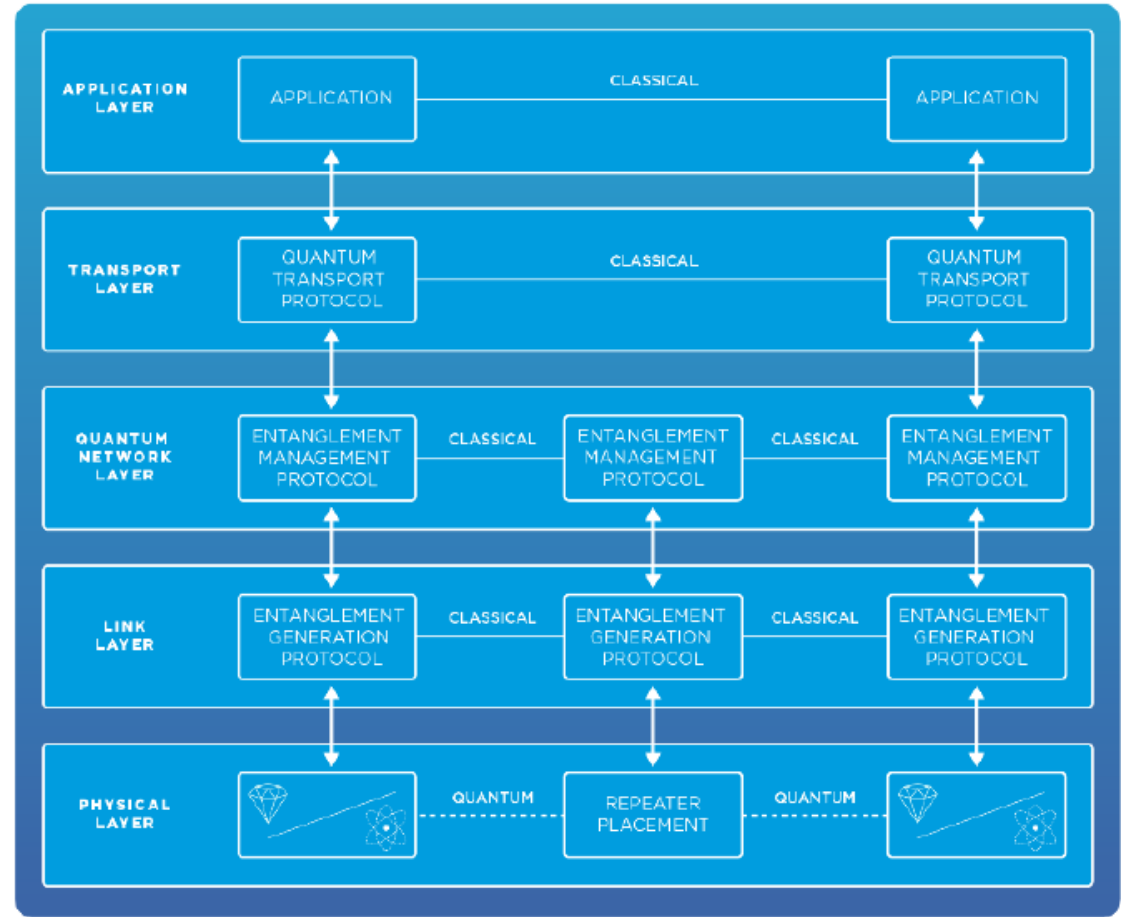 APPLICATION
LAYER
APPLICATION
CLASSICAL
APPLICATION
TRANSPORT
LAYER
QUANTUM
TRANSPORT
PROTOCOL
CLASSICAL
QUANTUM
TRANSPORT
PROTOCOL
QUANTUM
NETWORK
LAYER
ENTANGLEMENT
MANAGEMENT
PROTOCOL
CLASSICAL
ENTANGLEMENT
MANAGEMENT
PROTOCOL
CLASSICAL
ENTANGLEMENT
MANAGEMENT
PROTOCOL
LINK
LAYER
ENTANGLEMENT
GENERATION
PROTOCOL
CLASSICAL
ENTANGLEMENT
GENERATION
PROTOCOL
CLASSICAL
ENTANGLEMENT
GENERATION
PROTOCOL
PHYSICAL
LAYER
QUANTUM
REPEATER
PLACEMENT
QUANTUM